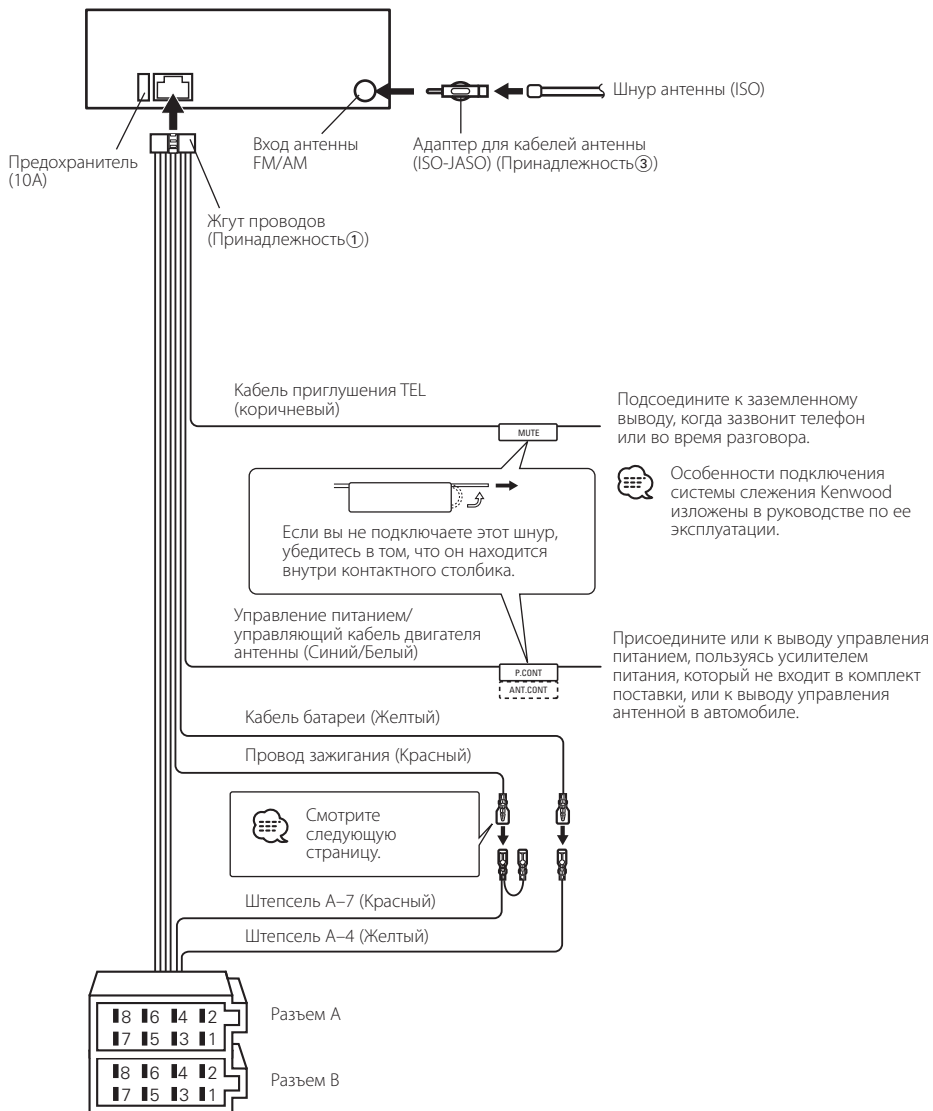 Шнур антенны (ISO)
Вход антенны
FM/AM
Адаптер для кабелей антенны
(ISO-JASO) (Принадлежность③)
Предохранитель
(10A)
Жгут проводов
(Принадлежность①)
Кабель приглушения TEL
(коричневый)
MUTE
Подсоедините к заземленному
выводу, когда зазвонит телефон
или во время разговора.
Особенности подключения
системы слежения Kenwood
изложены в руководстве по ее
эксплуатации.
Если вы не подключаете этот шнур,
убедитесь в том, что он находится
внутри контактного столбика.
Управление питанием/
управляющий кабель двигателя
антенны (Синий/Белый)
P.CONT
ANT.CONT
Присоедините или к выводу управления
питанием, пользуясь усилителем
питания, который не входит в комплект
поставки, или к выводу управления
антенной в автомобиле.
Кабель батареи (Желтый)
Провод зажигания (Красный)
Смотрите
следующую
страницу.
Штепсель A–7 (Красный)
Штепсель A–4 (Желтый)
Разъем A
8 6 4 2
7 5 3 1
Разъем B
8 6 4 2
7 5 3 1